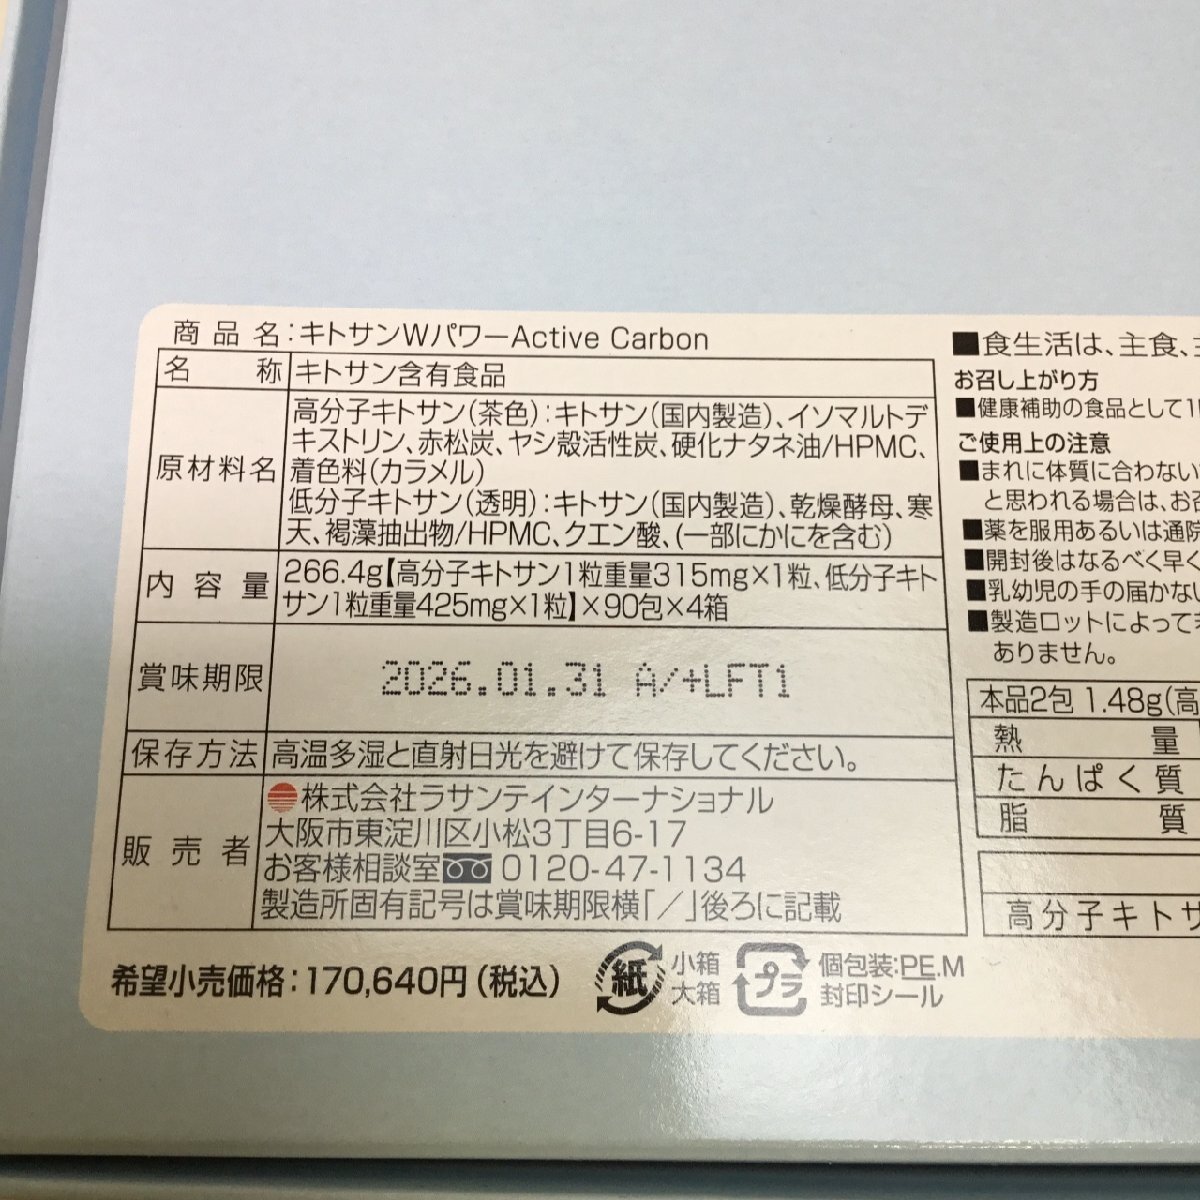 商品名：キトサンWパワーActive Carbon
名称 キトサン含有食品
原材料名
高分子キトサン（茶色）：キトサン（国内製造）、イソマルトデ
キストリン、赤松炭、ヤシ殻活性炭、硬化ナタネ油/HPMC、
着色料（カラメル）
低分子キトサン（透明）：キトサン（国内製造）、乾燥酵母、寒
天、褐藻抽出物/HPMC、クエン酸、（一部にかにを含む）
内容量
266.4g【高分子キトサン1粒重量315mg×1粒、低分子キト
サン1粒重量425mg×1粒】×90包×4箱
賞味期限 2026.01.31 A/+LFT1
保存方法 高温多湿と直射日光を避けて保存してください。
販売者
株式会社ラサンテインターナショナル
大阪市東淀川区小松3丁目6-17
お客様相談室 0120-47-1134
製造所固有記号は賞味期限横「／」後ろに記載
希望小売価格：170,640円（税込）
紙 小箱
大箱
プラ 個包装:PE.M
封印シール
■食生活は、主食、
お召し上がり方
■健康補助の食品として1
ご使用上の注意
■まれに体質に合わない
と思われる場合は、お
■薬を服用あるいは通院
■開封後はなるべく早く
■乳幼児の手の届かない
■製造ロットによって
ありません。
本品2包 1.48g（高
熱量
たんぱく質
脂質
高分子キトサ